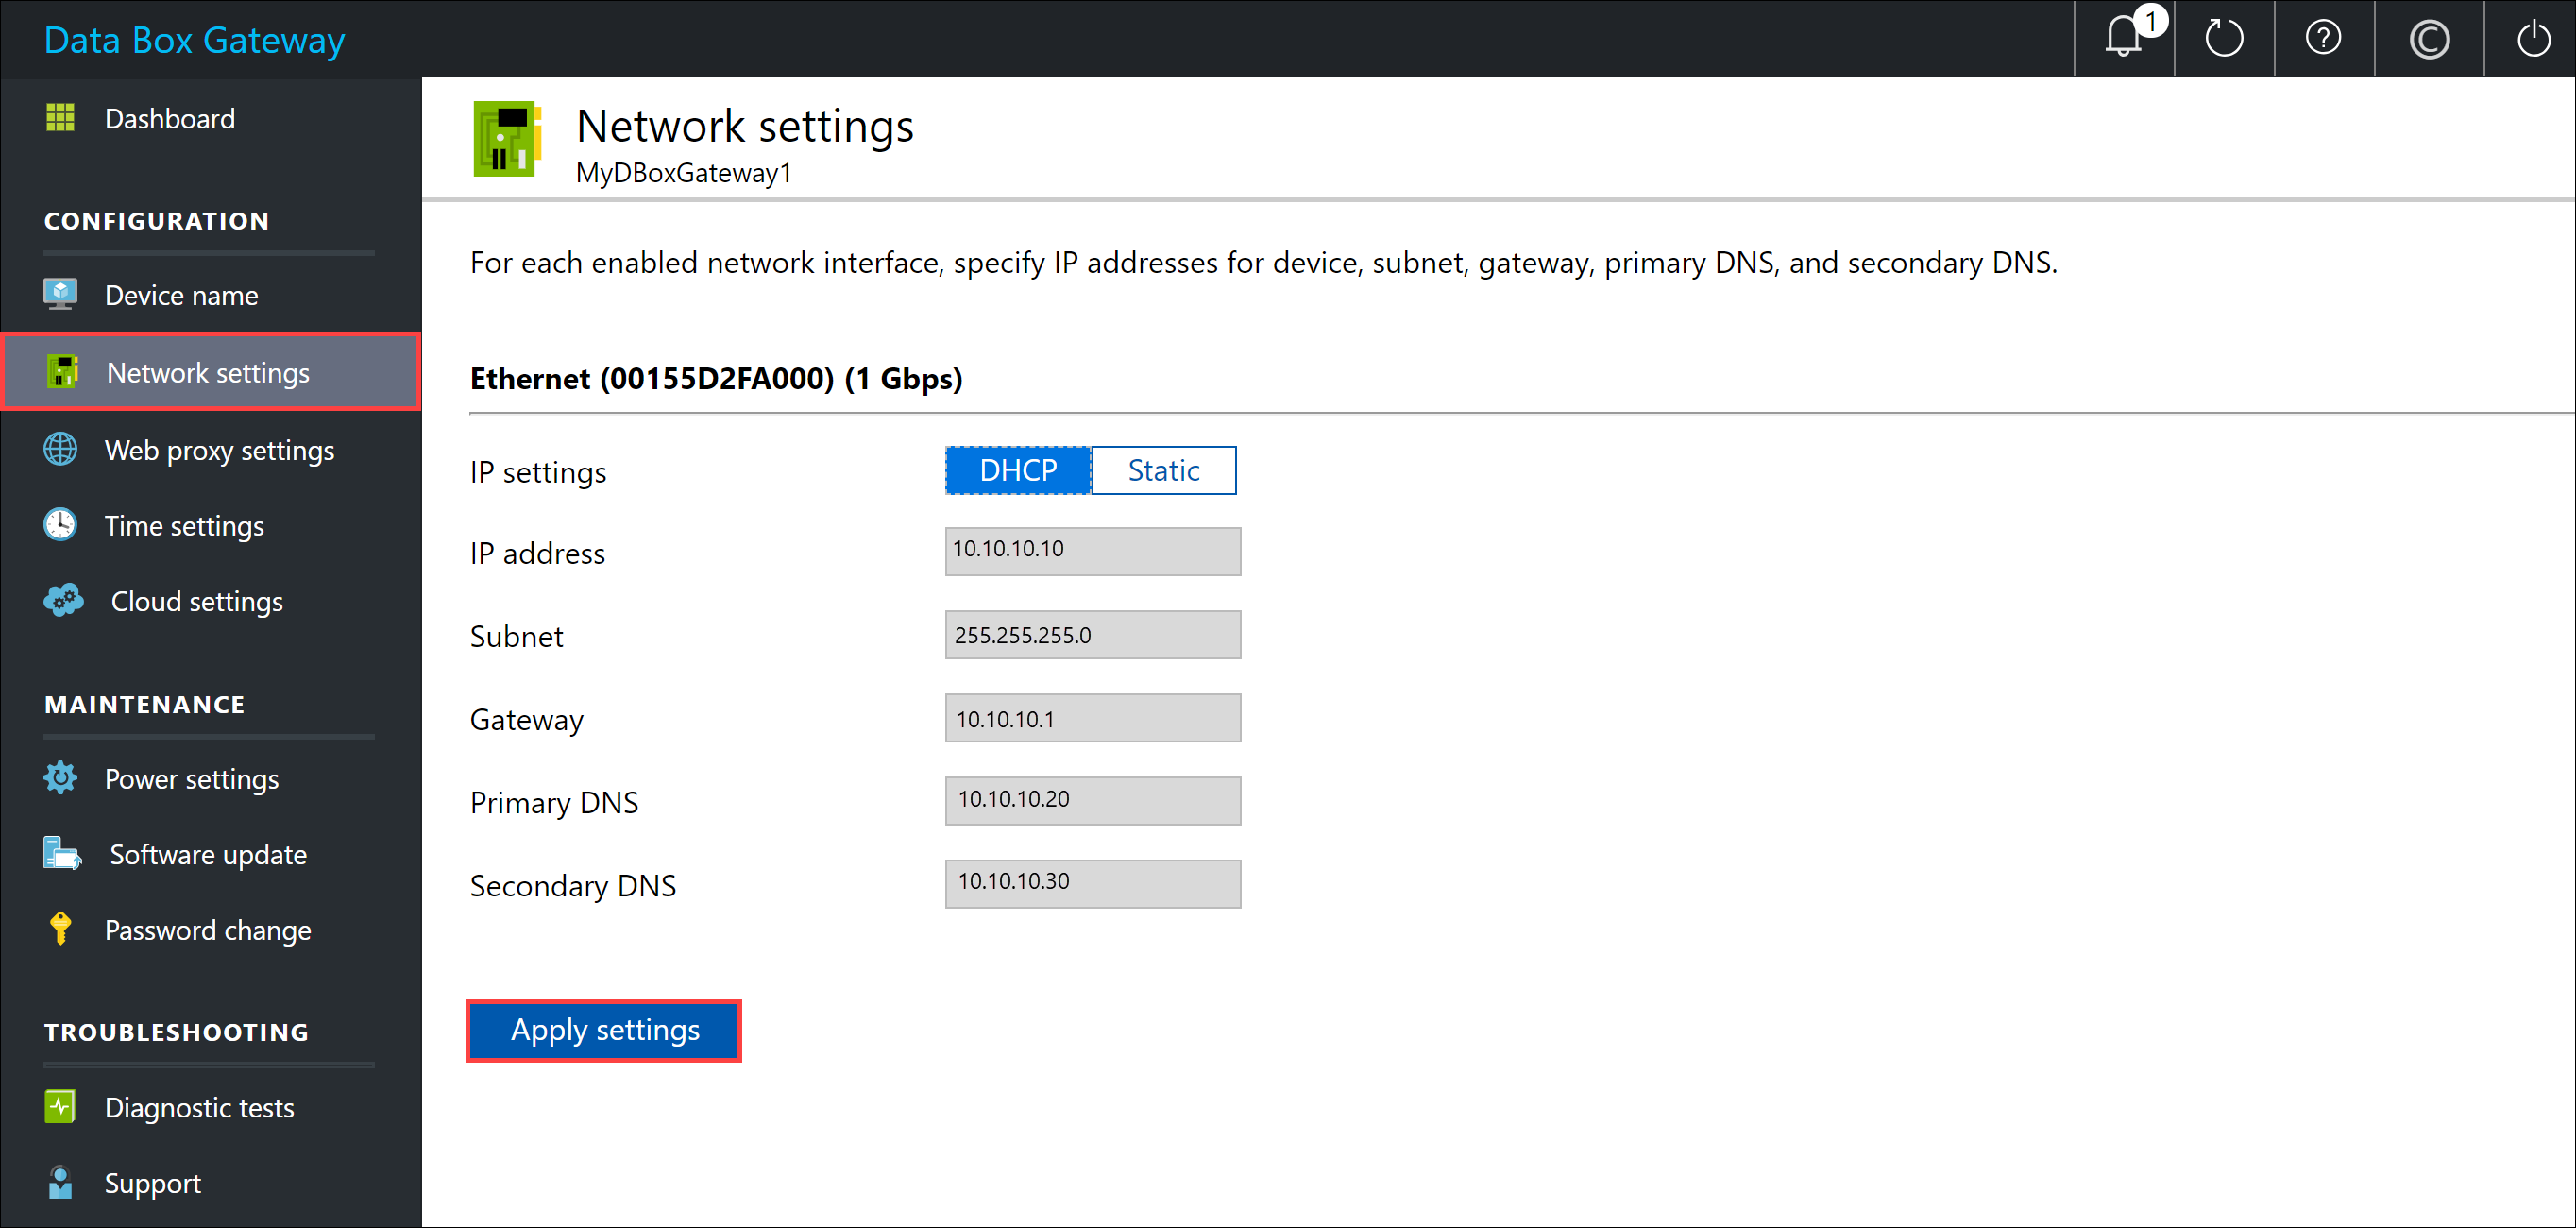 Data Box Gateway
1
Dashboard
CONFIGURATION
Device name
Network settings
Web proxy settings
Time settings
Cloud settings
MAINTENANCE
Power settings
Software update
Password change
TROUBLESHOOTING
Diagnostic tests
Support
Network settings
MyDBoxGateway1
For each enabled network interface, specify IP addresses for device, subnet, gateway, primary DNS, and secondary DNS.
Ethernet (00155D2FA000) (1 Gbps)
IP settings DHCP Static
IP address 10.10.10.10
Subnet 255.255.255.0
Gateway 10.10.10.1
Primary DNS 10.10.10.20
Secondary DNS 10.10.10.30
Apply settings